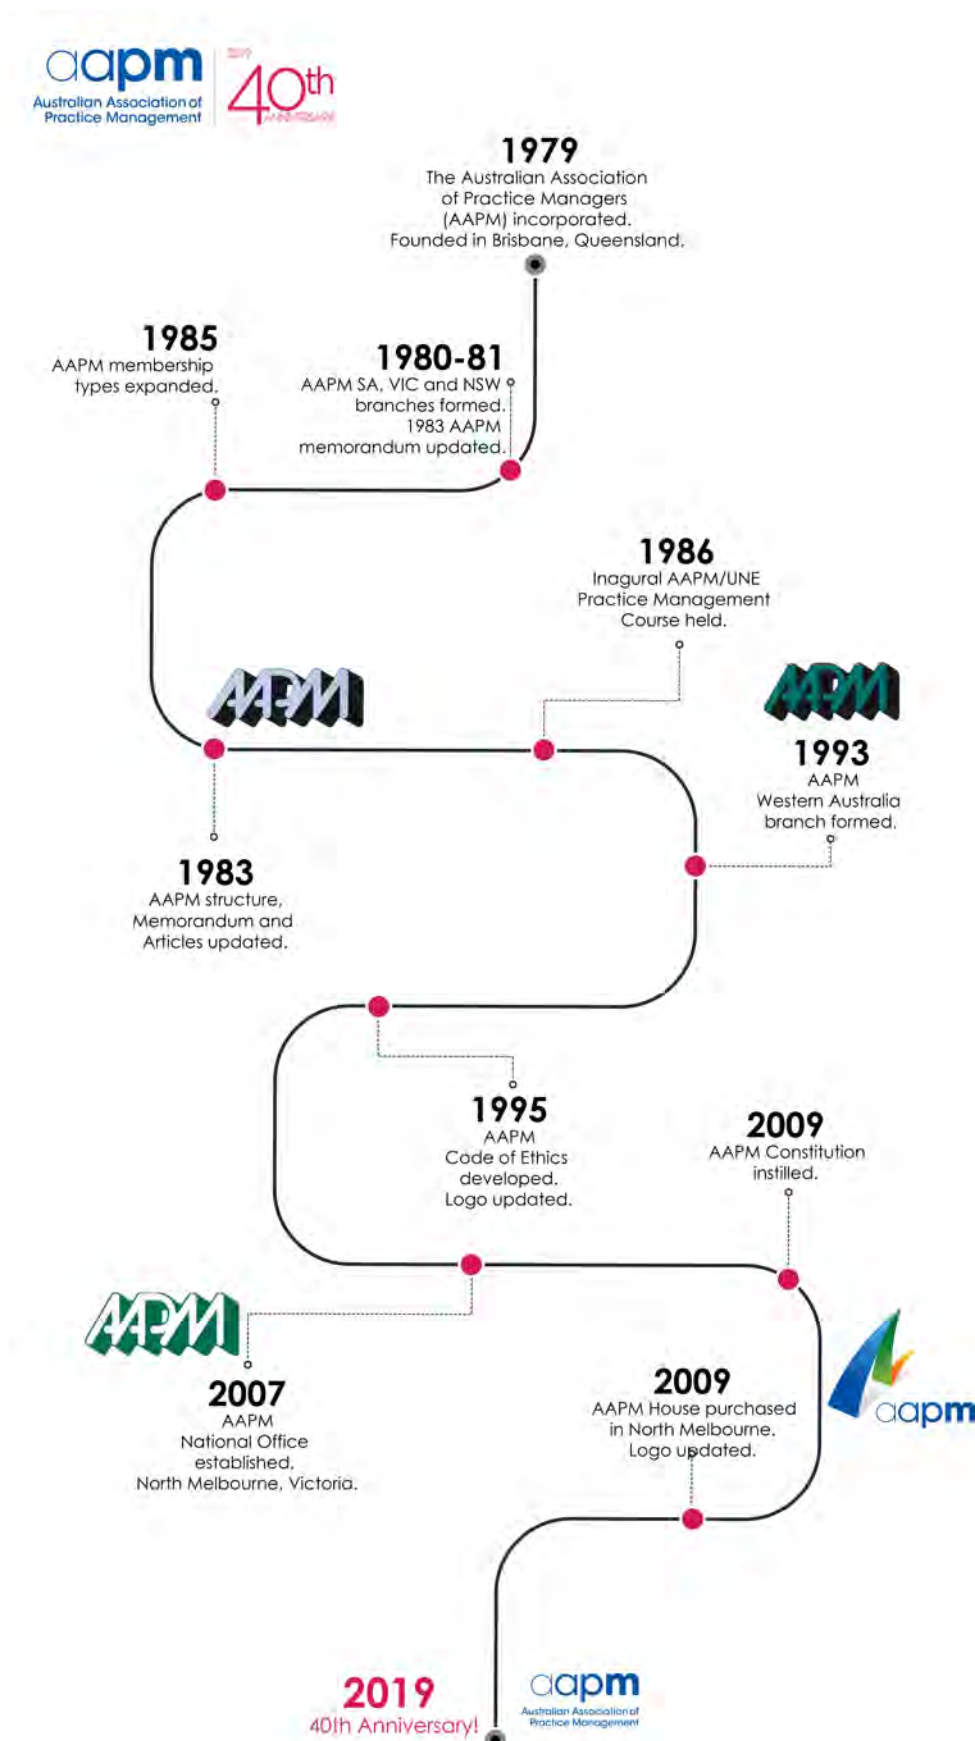 aapm
Australian Association of
Practice Management
2019
40th
ANNIVERSARY
1979
The Australian Association
of Practice Managers
(AAPM) incorporated.
Founded in Brisbane, Queensland.
1985
AAPM membership
types expanded.
1980-81
AAPM SA, VIC and NSW
branches formed.
1983 AAPM
memorandum updated.
1986
Inagural AAPM/UNE
Practice Management
Course held.
AAPM
AAPM
1993
AAPM
Western Australia
branch formed.
1983
AAPM structure,
Memorandum and
Articles updated.
1995
AAPM
Code of Ethics
developed.
Logo updated.
2009
AAPM Constitution
instilled.
AAPM
2007
AAPM
National Office
established,
North Melbourne, Victoria.
2009
AAPM House purchased
in North Melbourne.
Logo updated.
aapm
2019
40th Anniversary!
aapm
Australian Association of
Practice Management